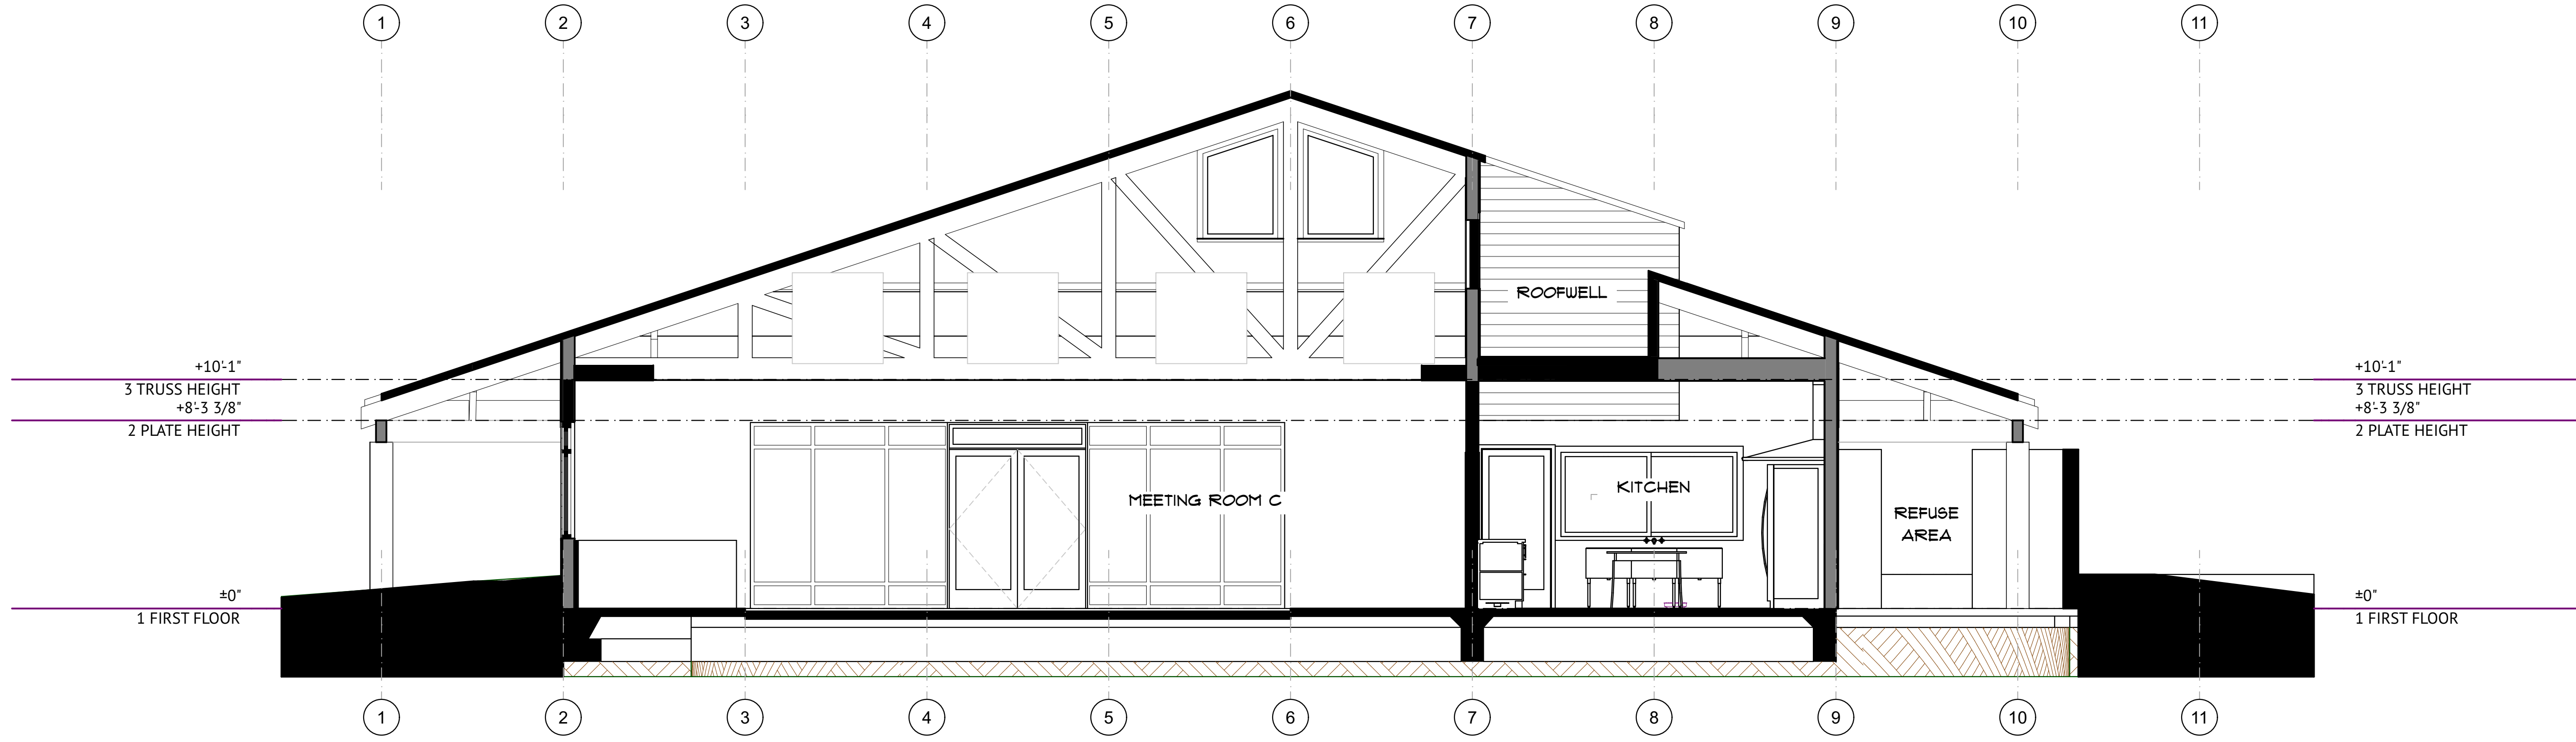 1 2 3 4 5 6 7 8 9 10 11
ROOFWELL
+10'-1" +10'-1"
3 TRUSS HEIGHT 3 TRUSS HEIGHT
+8'-3 3/8" +8'-3 3/8"
2 PLATE HEIGHT 2 PLATE HEIGHT
KITCHEN
MEETING ROOM C
REFUSE
AREA
±0" ±0"
1 FIRST FLOOR 1 FIRST FLOOR
1 2 3 4 5 6 7 8 9 10 11